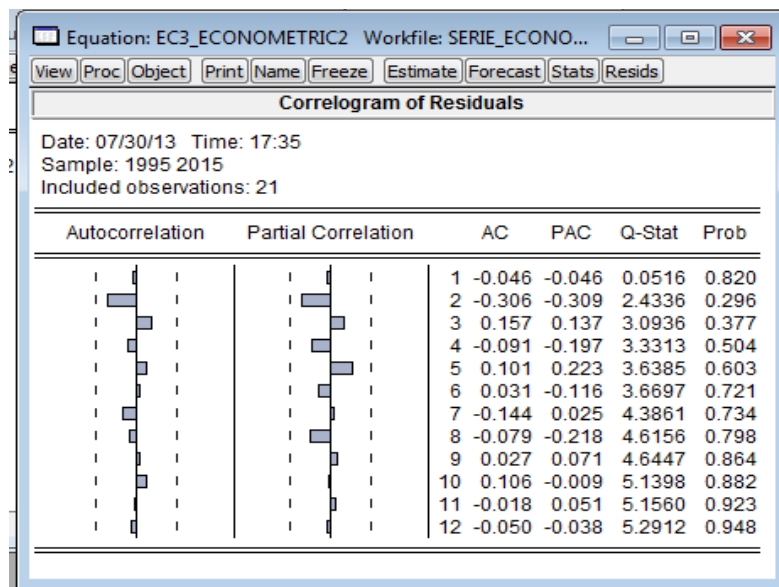 Equation: EC3_ECONOMETRIC2 Workfile: SERIE_ECONO...
View Proc Object Print Name Freeze Estimate Forecast Stats Resids
Correlogram of Residuals
Date: 07/30/13 Time: 17:35
Sample: 1995 2015
Included observations: 21
Autocorrelation Partial Correlation AC PAC Q-Stat Prob
1 -0.046 -0.046 0.0516 0.820
2 -0.306 -0.309 2.4336 0.296
3 0.157 0.137 3.0936 0.377
4 -0.091 -0.197 3.3313 0.504
5 0.101 0.223 3.6385 0.603
6 0.031 -0.116 3.6697 0.721
7 -0.144 0.025 4.3861 0.734
8 -0.079 -0.218 4.6156 0.798
9 0.027 0.071 4.6447 0.864
10 0.106 -0.009 5.1398 0.882
11 -0.018 0.051 5.1560 0.923
12 -0.050 -0.038 5.2912 0.948